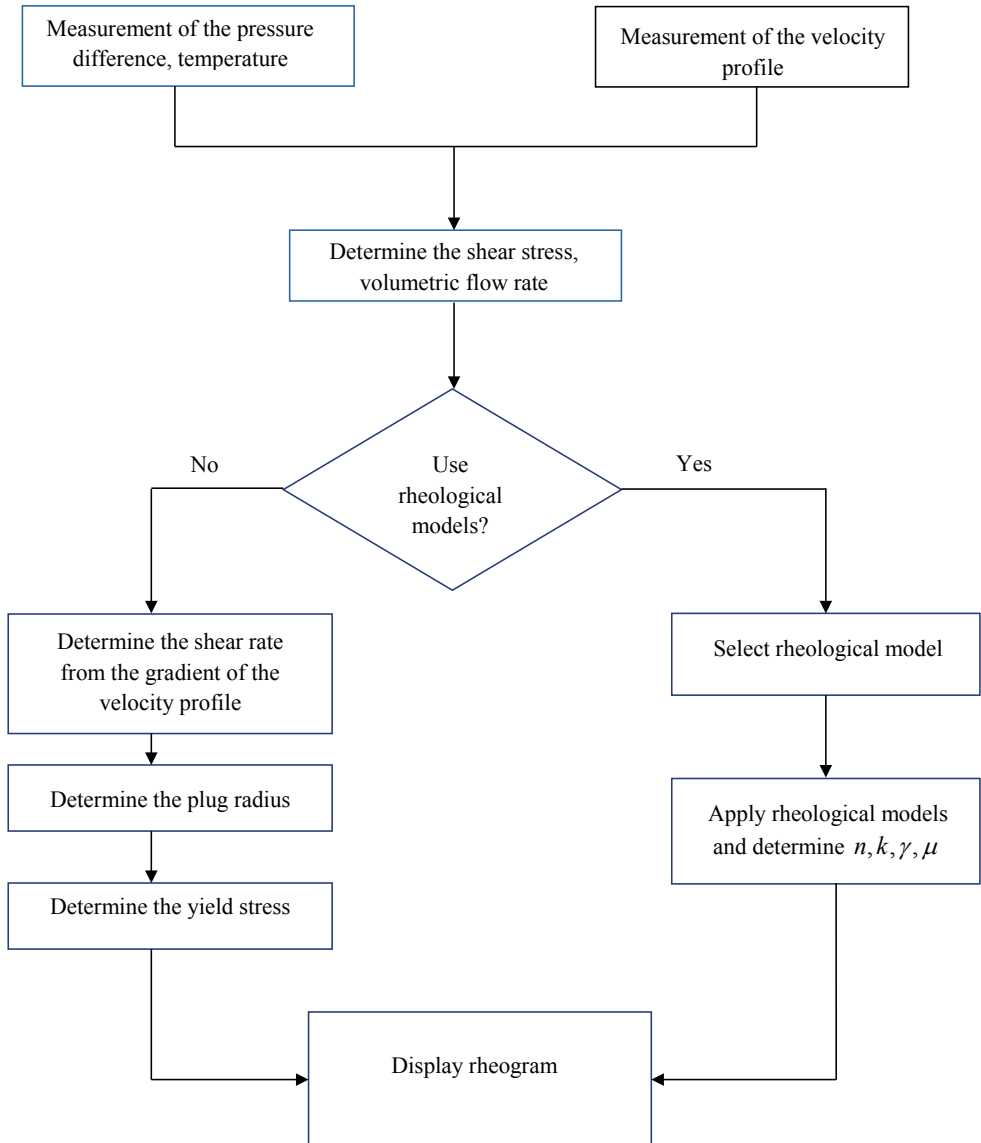 Measurement of the pressure
difference, temperature
Measurement of the velocity
profile
Determine the shear stress,
volumetric flow rate
No
Use
rheological
models?
Yes
Determine the shear rate
from the gradient of the
velocity profile
Select rheological model
Determine the plug radius
Apply rheological models
and determine n, k, γ, μ
Determine the yield stress
Display rheogram